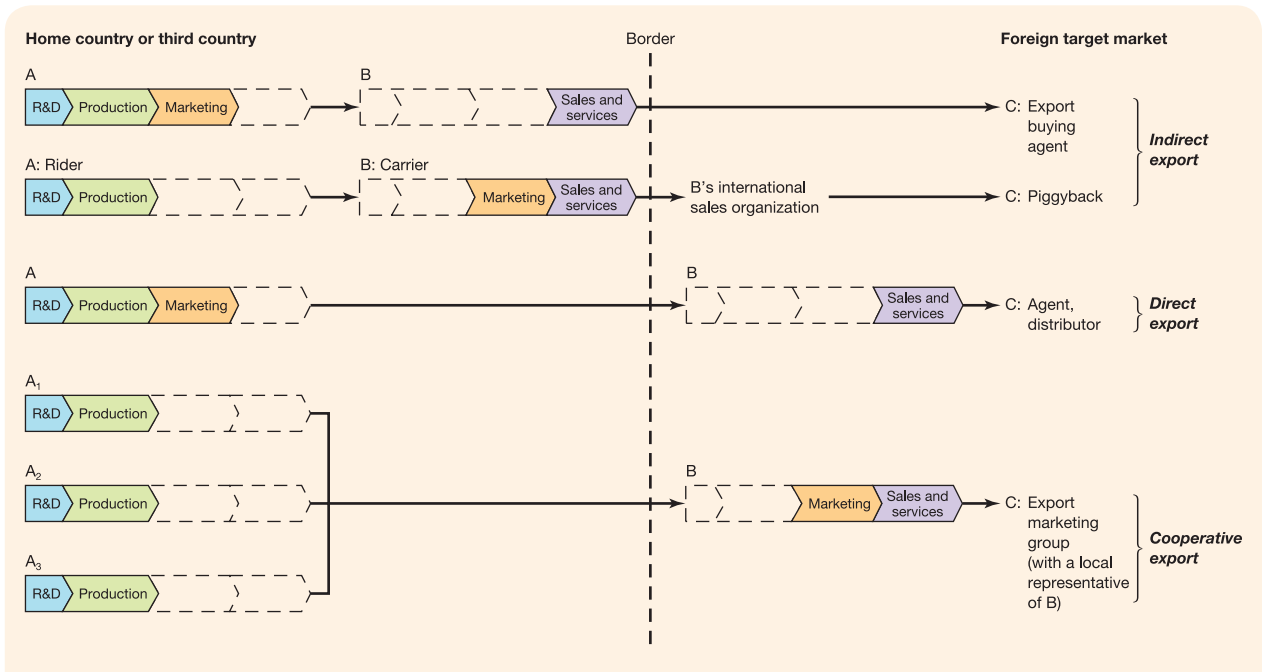 Home country or third country
Border
Foreign target market
A
R&D
Production
Marketing
B
Sales and
services
C: Export
buying
agent
Indirect
export
A: Rider
R&D
Production
B: Carrier
Marketing
Sales and
services
B's international
sales organization
C: Piggyback
A
R&D
Production
Marketing
B
Sales and
services
C: Agent,
distributor
Direct
export
A1
R&D
Production
A2
R&D
Production
B
Marketing
Sales and
services
C: Export
marketing
group
(with a local
representative
of B)
Cooperative
export
A3
R&D
Production